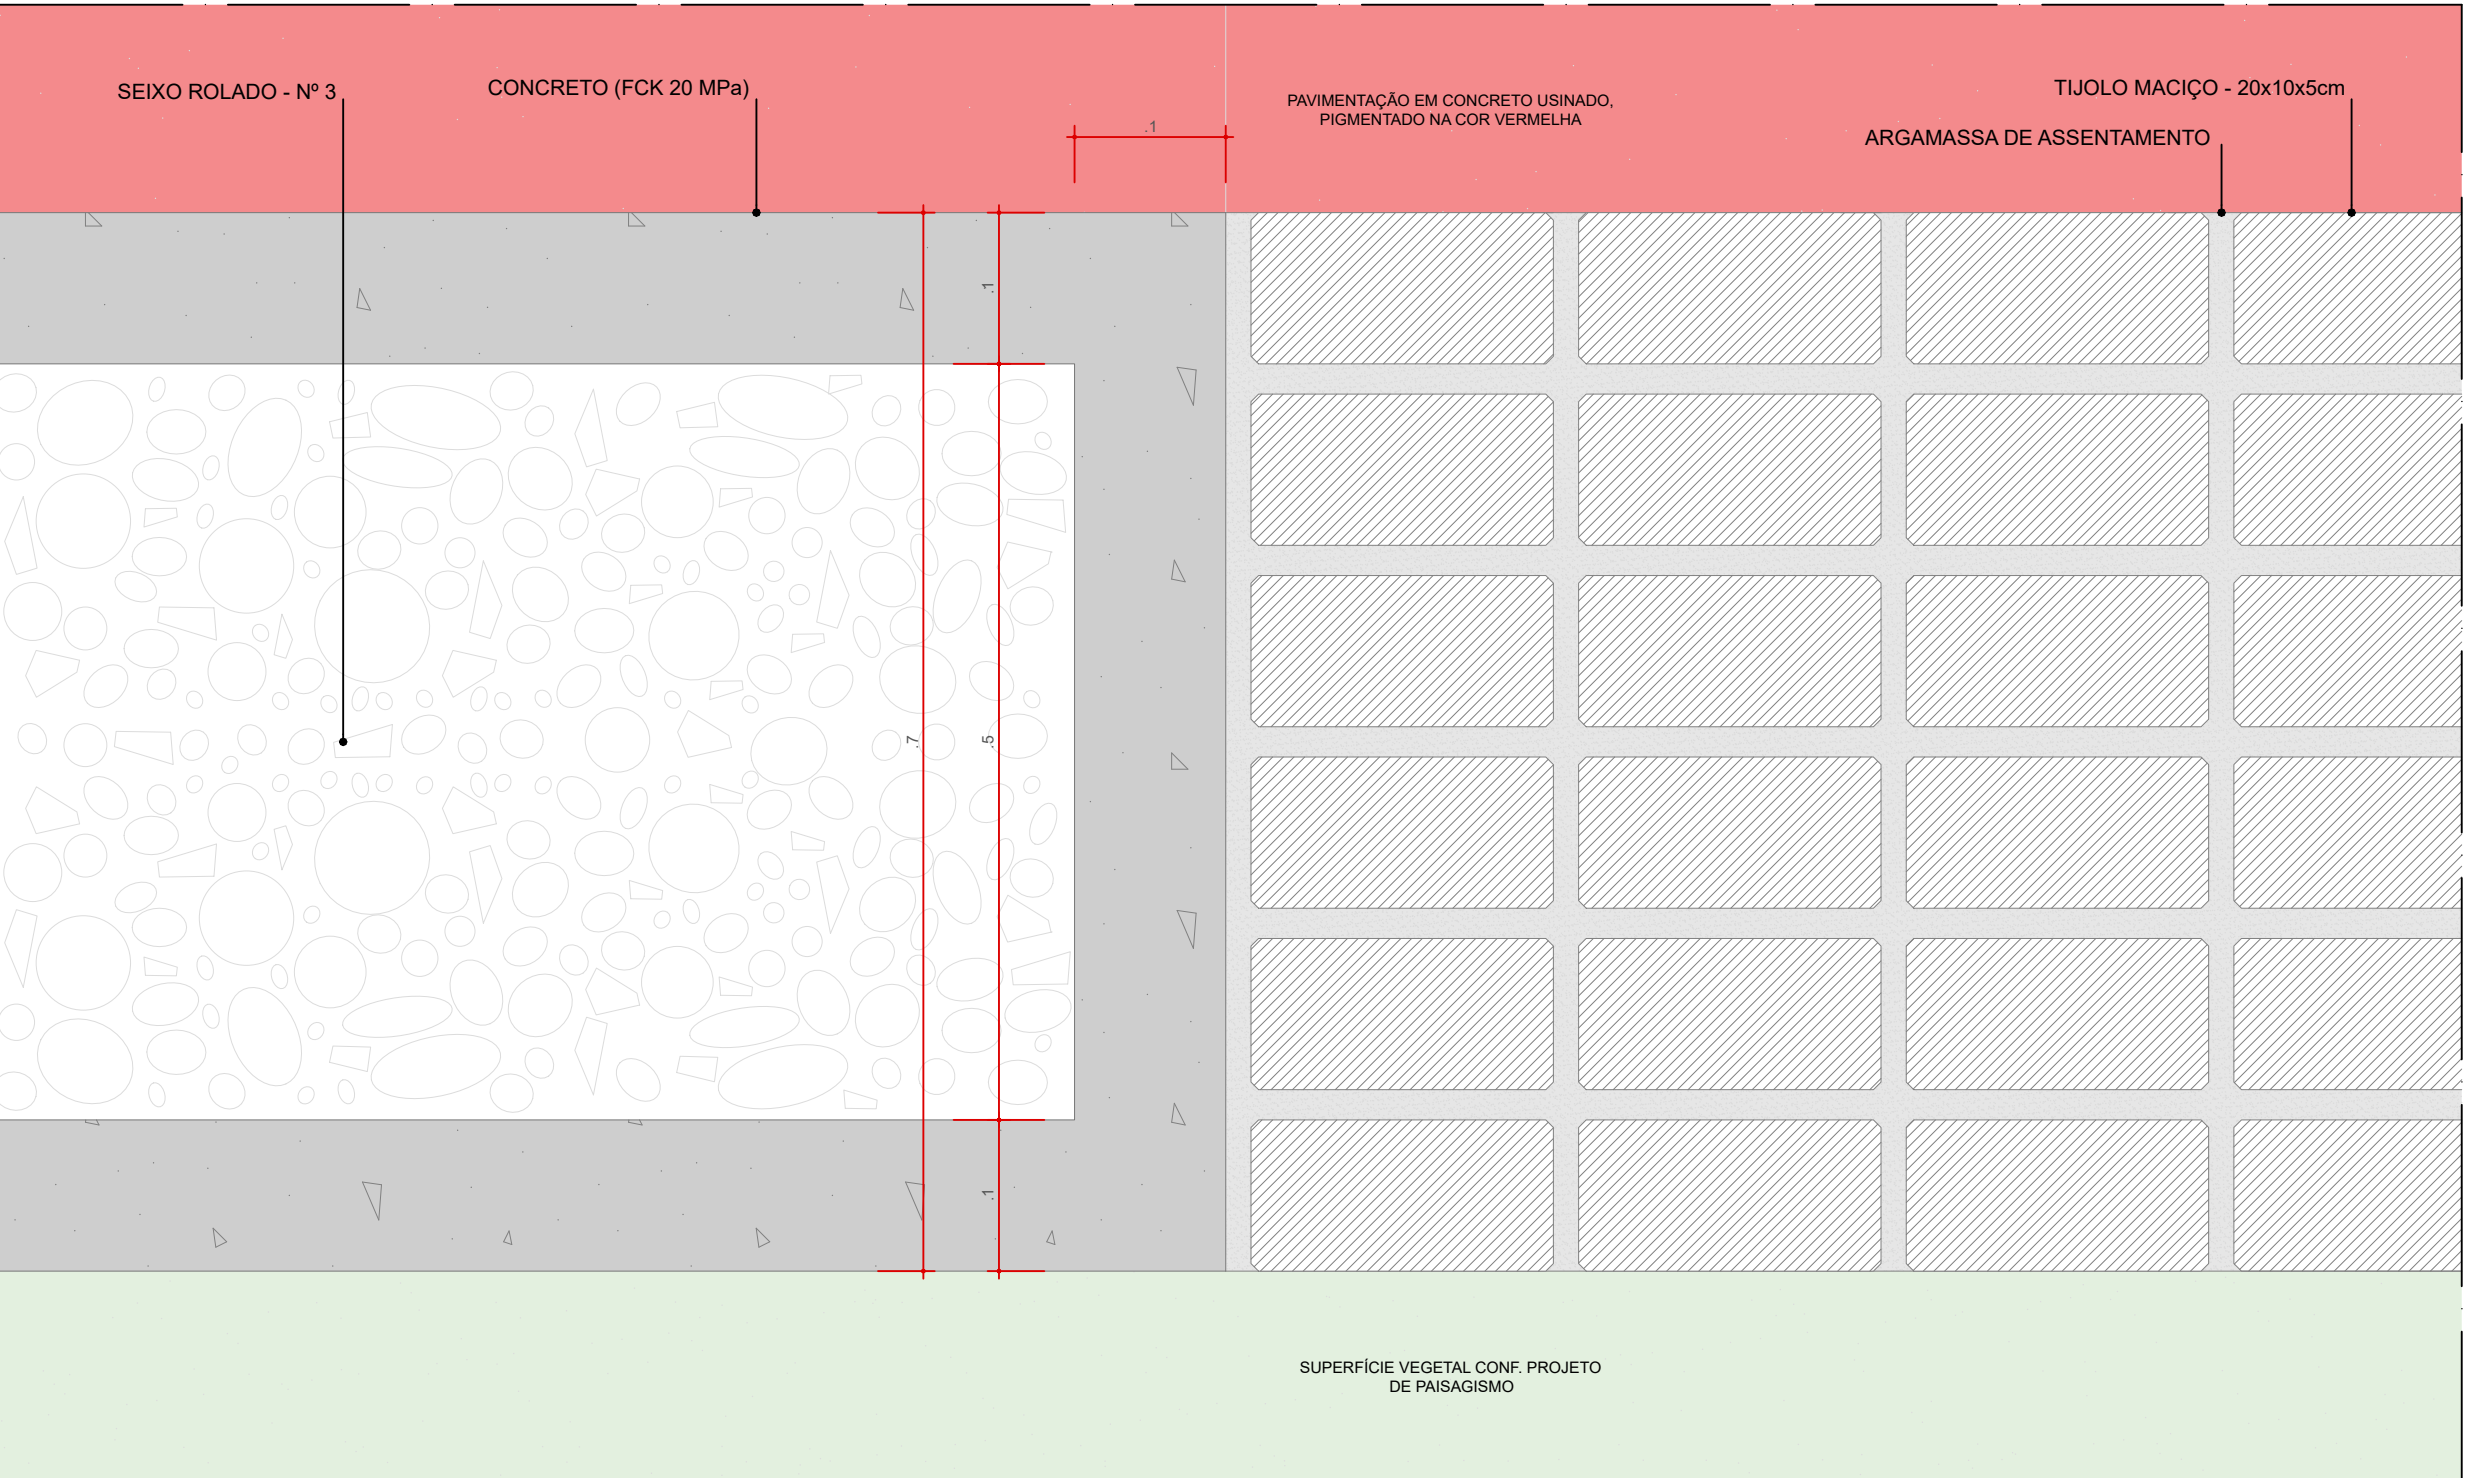 SEIXO ROLADO - Nº 3
CONCRETO (FCK 20 MPa)
PAVIMENTAÇÃO EM CONCRETO USINADO,
PIGMENTADO NA COR VERMELHA
TIJOLO MACIÇO - 20x10x5cm
ARGAMASSA DE ASSENTAMENTO
.1
.1
.7
.5
.1
SUPERFÍCIE VEGETAL CONF. PROJETO
DE PAISAGISMO